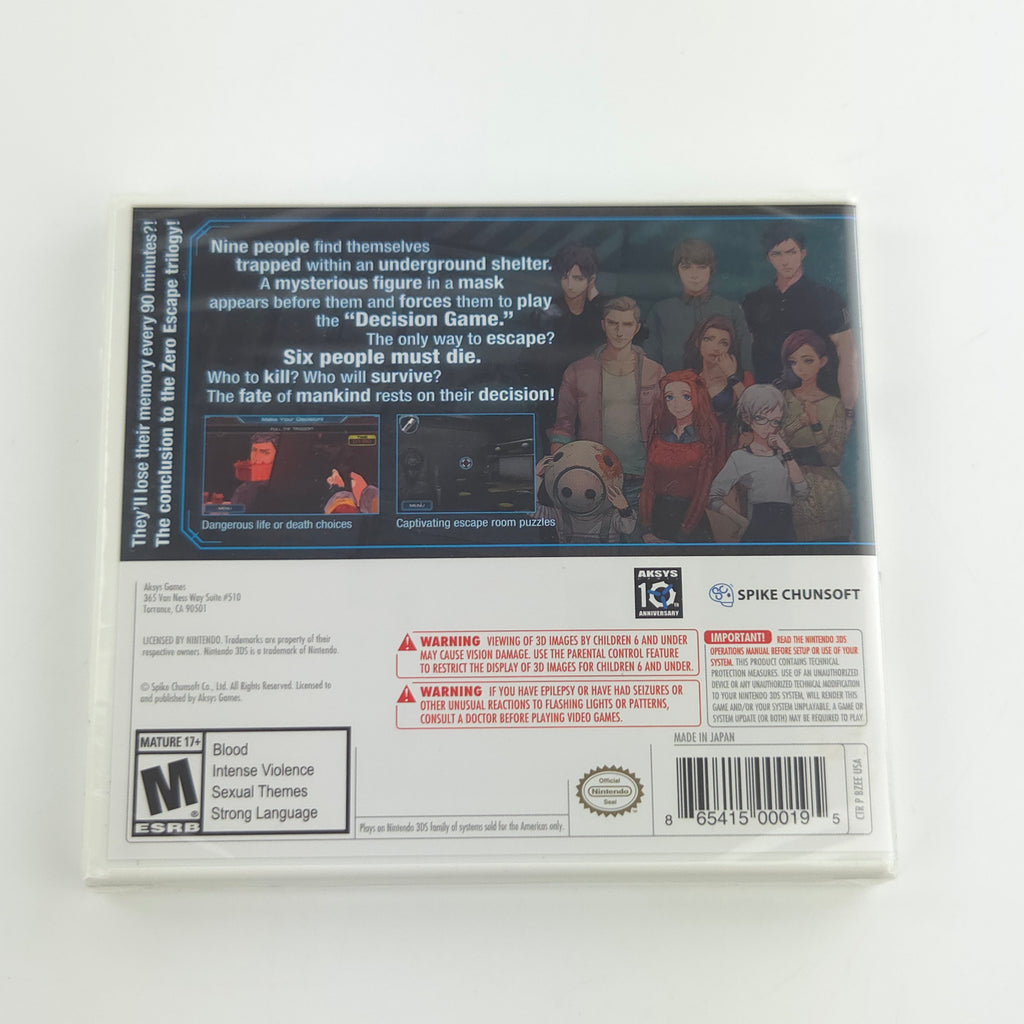 They'll lose their memory every 90 minutes?!
The conclusion to the Zero Escape trilogy!
Nine people find themselves
trapped within an underground shelter.
A mysterious figure in a mask
appears before them and forces them to play
the "Decision Game."
The only way to escape?
Six people must die.
Who to kill? Who will survive?
The fate of mankind rests on their decision!
Make Your Decision!
PULL THE TRIGGER?
MENU
MENU
Dangerous life or death choices
Captivating escape room puzzles
Aksys Games
365 Van Ness Way Suite #510
Torrance, CA 90501
AKSYS
10th
ANNIVERSARY
SPIKE CHUNSOFT
LICENSED BY NINTENDO. Trademarks are property of their
respective owners. Nintendo 3DS is a trademark of Nintendo.
© Spike Chunsoft Co., Ltd. All Rights Reserved. Licensed to
and published by Aksys Games.
WARNING VIEWING OF 3D IMAGES BY CHILDREN 6 AND UNDER
MAY CAUSE VISION DAMAGE. USE THE PARENTAL CONTROL FEATURE
TO RESTRICT THE DISPLAY OF 3D IMAGES FOR CHILDREN 6 AND UNDER.
WARNING IF YOU HAVE EPILEPSY OR HAVE HAD SEIZURES OR
OTHER UNUSUAL REACTIONS TO FLASHING LIGHTS OR PATTERNS,
CONSULT A DOCTOR BEFORE PLAYING VIDEO GAMES.
IMPORTANT! READ THE NINTENDO 3DS
OPERATIONS MANUAL BEFORE SETUP OR USE OF YOUR
SYSTEM. THIS PRODUCT CONTAINS TECHNICAL
PROTECTION MEASURES. USE OF AN UNAUTHORIZED
DEVICE OR ANY UNAUTHORIZED TECHNICAL MODIFICATION
TO YOUR NINTENDO 3DS SYSTEM, WILL RENDER THIS
GAME AND/OR YOUR SYSTEM UNPLAYABLE. A GAME OR
SYSTEM UPDATE (OR BOTH) MAY BE REQUIRED TO PLAY.
MATURE 17+
M
®
ESRB
Blood
Intense Violence
Sexual Themes
Strong Language
Plays on Nintendo 3DS family of systems sold for the Americas only.
Official
Nintendo
Seal
MADE IN JAPAN
8 65415 00019 5
CTR P BZEE USA